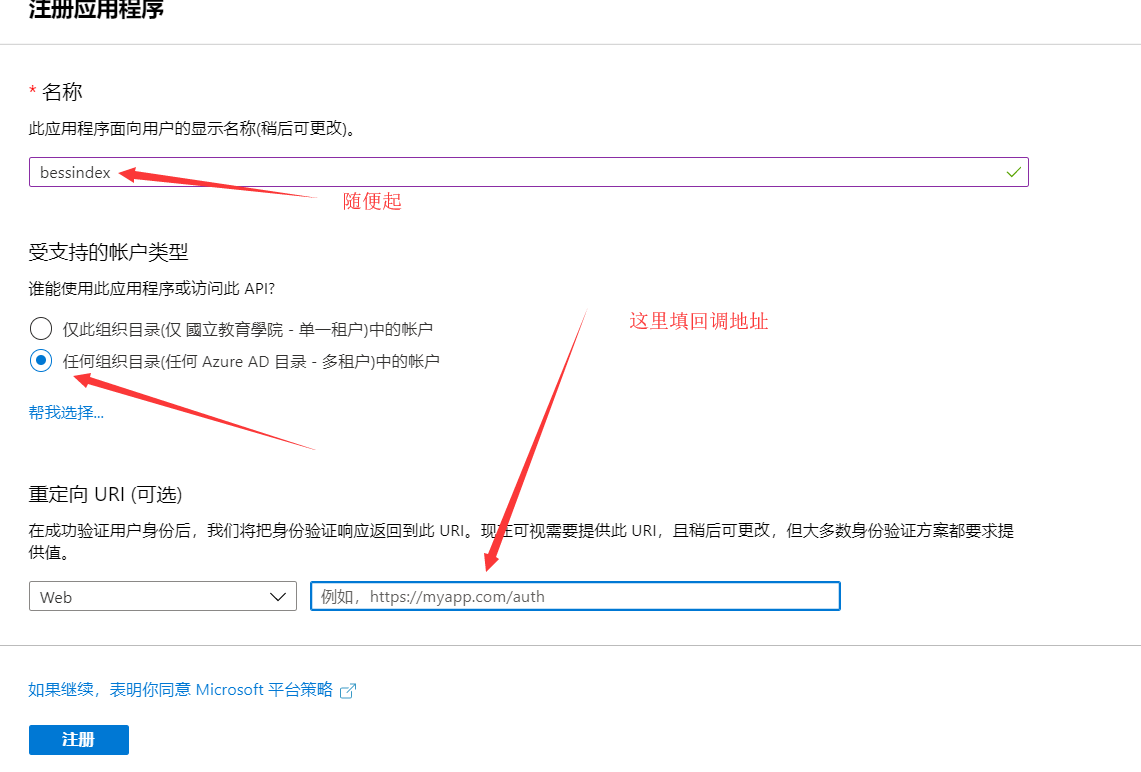 注册应用程序
* 名称
此应用程序面向用户的显示名称(稍后可更改)。
bessindex
随便起
受支持的帐户类型
谁能使用此应用程序或访问此 API?
这里填回调地址
仅此组织目录(仅 國立教育學院 - 单一租户)中的帐户
任何组织目录(任何 Azure AD 目录 - 多租户)中的帐户
帮我选择...
重定向 URI (可选)
在成功验证用户身份后，我们将把身份验证响应返回到此 URI。现在可视需要提供此 URI，且稍后可更改，但大多数身份验证方案都要求提
供值。
Web
例如，https://myapp.com/auth
如果继续，表明你同意 Microsoft 平台策略
注册